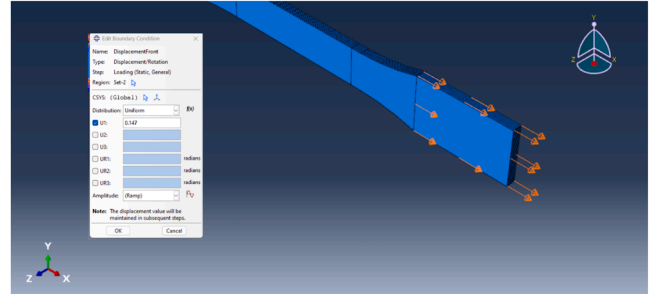 Edit Boundary Condition
Name: DisplacementFront
Type: Displacement/Rotation
Step: Loading (Static, General)
Region: Set-2
CSYS: (Global)
Distribution: Uniform f(x)
U1: 0.147
U2:
U3:
UR1: radians
UR2: radians
UR3: radians
Amplitude: (Ramp)
Note: The displacement value will be
maintained in subsequent steps.
OK Cancel
Y
Z X
Y
Z X